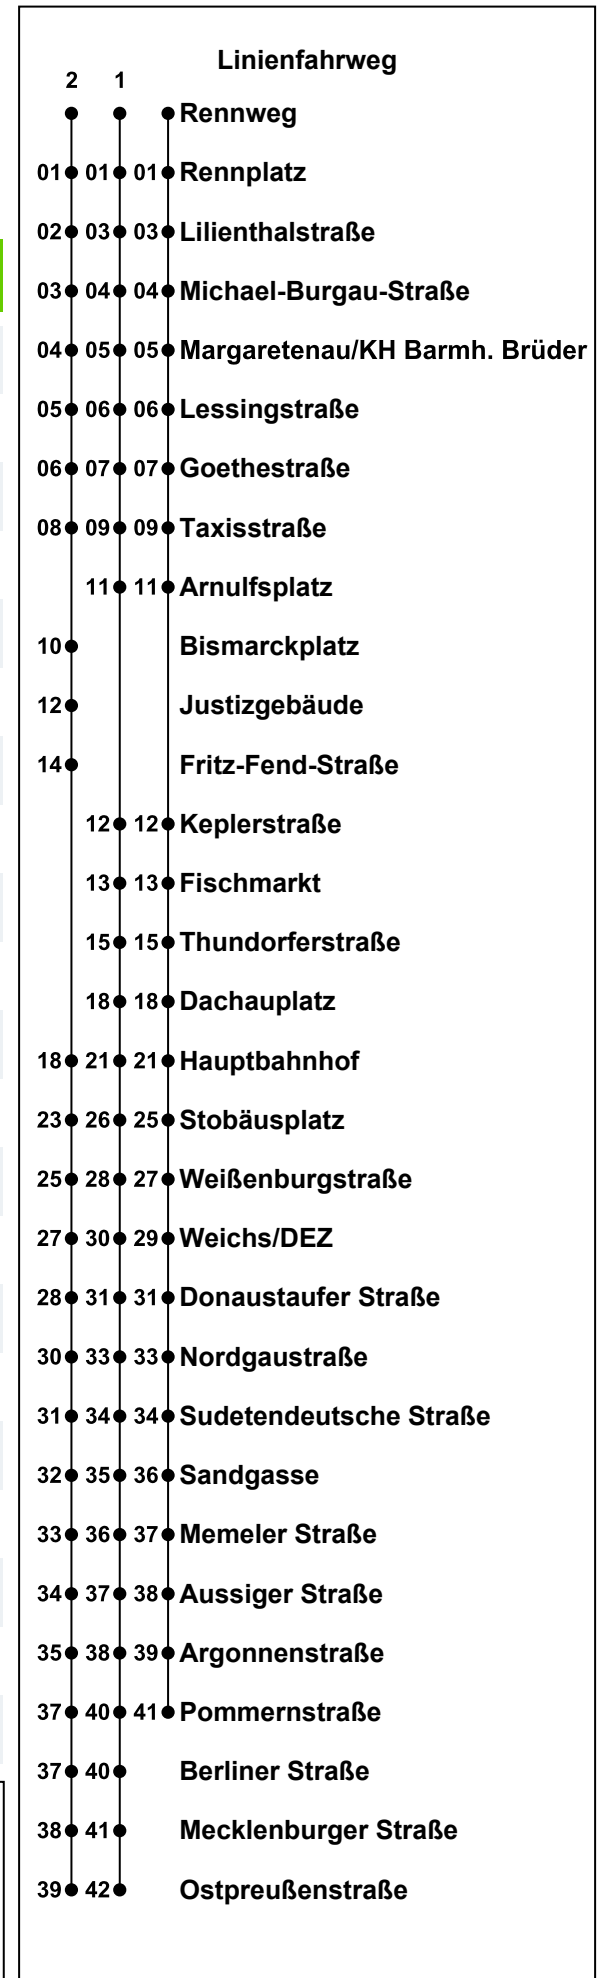 Linienfahrweg
2 1
Rennweg
01 01 01 Rennplatz
02 03 03 Lilienthalstraße
03 04 04 Michael-Burgau-Straße
04 05 05 Margaretenau/KH Barmh. Brüder
05 06 06 Lessingstraße
06 07 07 Goethestraße
08 09 09 Taxisstraße
11 11 Arnulfsplatz
10 Bismarckplatz
12 Justizgebäude
14 Fritz-Fend-Straße
12 12 Keplerstraße
13 13 Fischmarkt
15 15 Thundorferstraße
18 18 Dachauplatz
18 21 21 Hauptbahnhof
23 26 25 Stobäusplatz
25 28 27 Weißenburgstraße
27 30 29 Weichs/DEZ
28 31 31 Donaustaufer Straße
30 33 33 Nordgaustraße
31 34 34 Sudetendeutsche Straße
32 35 36 Sandgasse
33 36 37 Memeler Straße
34 37 38 Aussiger Straße
35 38 39 Argonnenstraße
37 40 41 Pommernstraße
37 40 Berliner Straße
38 41 Mecklenburger Straße
39 42 Ostpreußenstraße